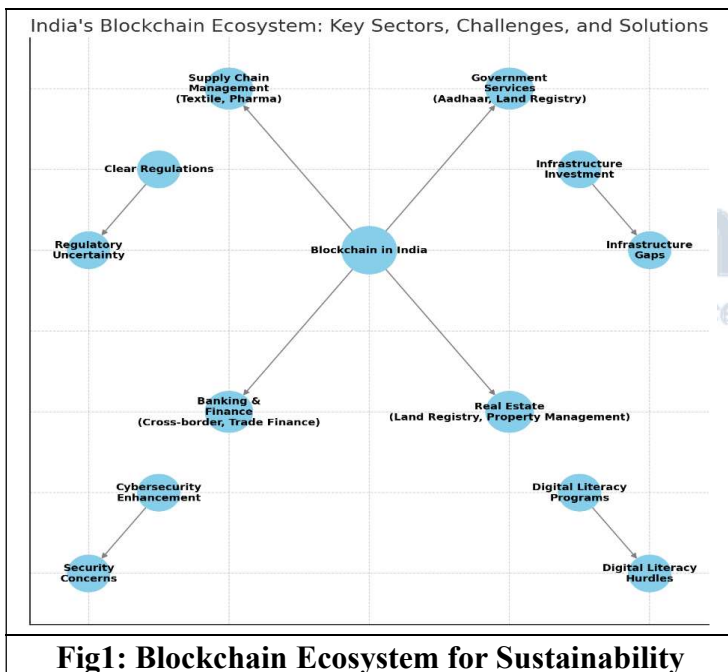 India's Blockchain Ecosystem: Key Sectors, Challenges, and Solutions
Supply Chain
Management
(Textile, Pharma)
Government
Services
(Aadhaar, Land Registry)
Clear Regulations
Infrastructure
Investment
Regulatory
Uncertainty
Blockchain in India
Infrastructure
Gaps
Banking &
Finance
(Cross-border, Trade Finance)
Real Estate
(Land Registry, Property Management)
Cybersecurity
Enhancement
Digital Literacy
Programs
Security
Concerns
Digital Literacy
Hurdles
Fig1: Blockchain Ecosystem for Sustainability